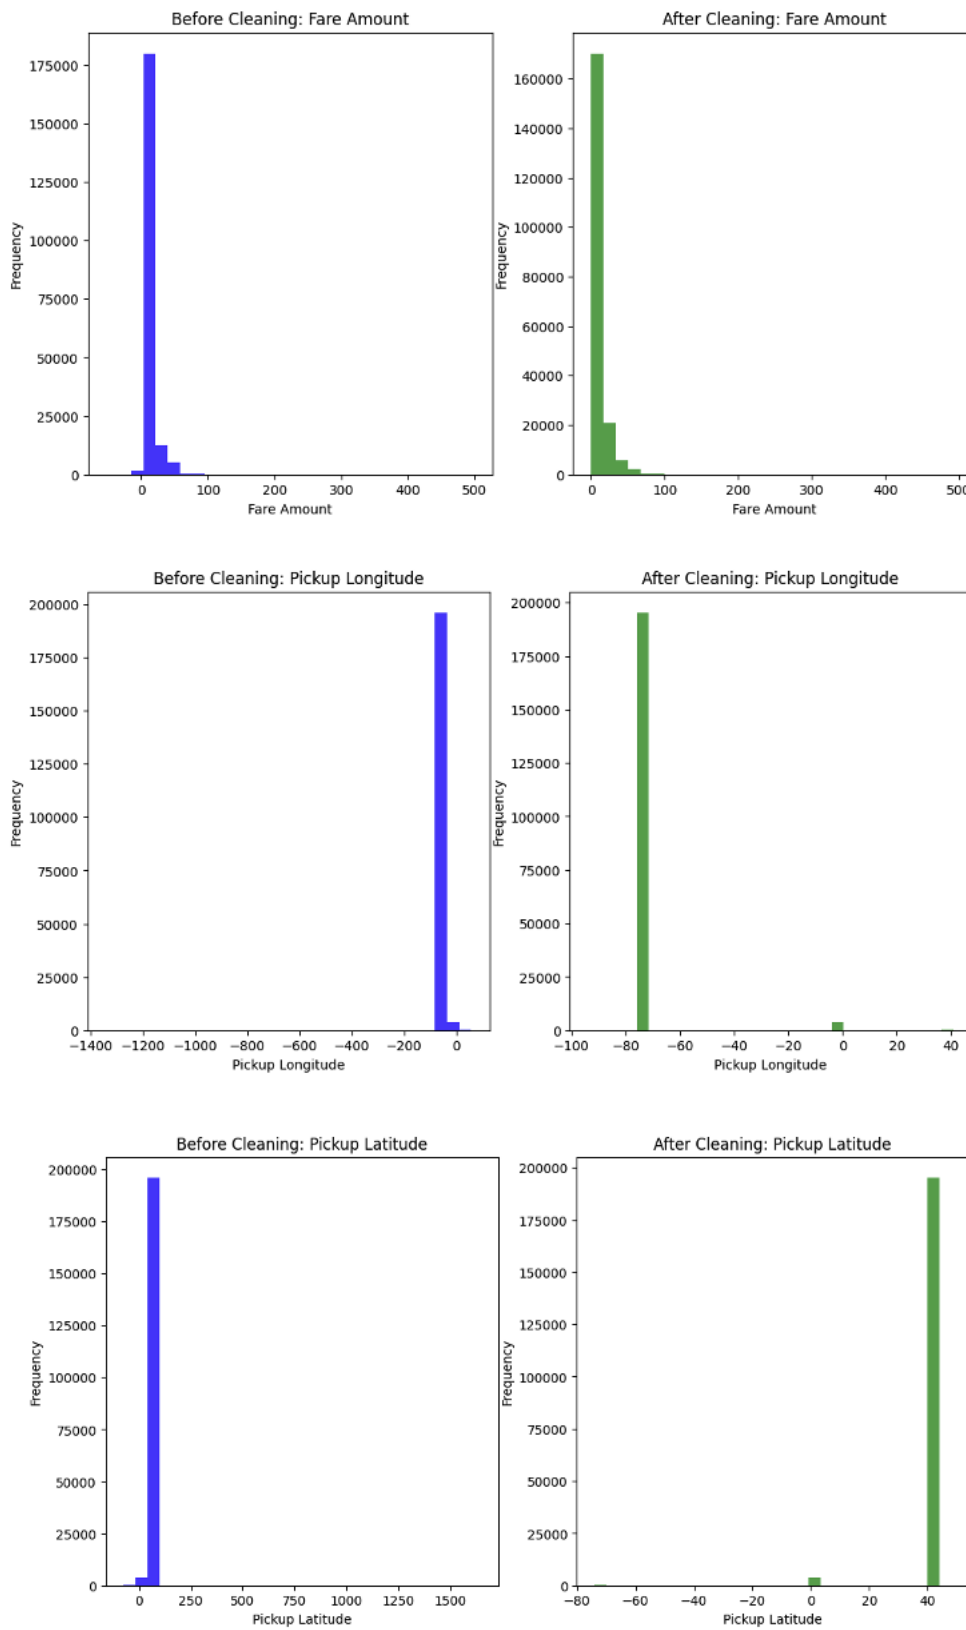 Before Cleaning: Fare Amount
After Cleaning: Fare Amount
175000
150000
125000
100000
75000
50000
25000
0
Frequency
0 100 200 300 400 500
Fare Amount
160000
140000
120000
100000
80000
60000
40000
20000
0
Frequency
0 100 200 300 400 500
Fare Amount
Before Cleaning: Pickup Longitude
After Cleaning: Pickup Longitude
200000
175000
150000
125000
100000
75000
50000
25000
0
Frequency
−1400 −1200 −1000 −800 −600 −400 −200 0
Pickup Longitude
200000
175000
150000
125000
100000
75000
50000
25000
0
Frequency
−100 −80 −60 −40 −20 0 20 40
Pickup Longitude
Before Cleaning: Pickup Latitude
After Cleaning: Pickup Latitude
200000
175000
150000
125000
100000
75000
50000
25000
0
Frequency
0 250 500 750 1000 1250 1500
Pickup Latitude
200000
175000
150000
125000
100000
75000
50000
25000
0
Frequency
−80 −60 −40 −20 0 20 40
Pickup Latitude